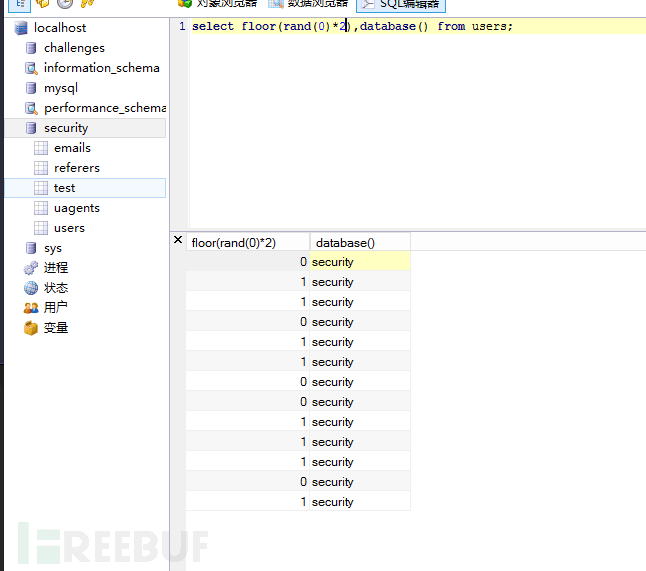 对象浏览器 数据浏览器 SQL编辑器
localhost
challenges
information_schema
mysql
performance_schema
security
emails
referers
test
uagents
users
sys
进程
状态
用户
变量
1 select floor(rand(0)*2),database() from users;
floor(rand(0)*2) database()
0 security
1 security
1 security
0 security
1 security
1 security
0 security
0 security
1 security
1 security
1 security
0 security
1 security
FREEBUF